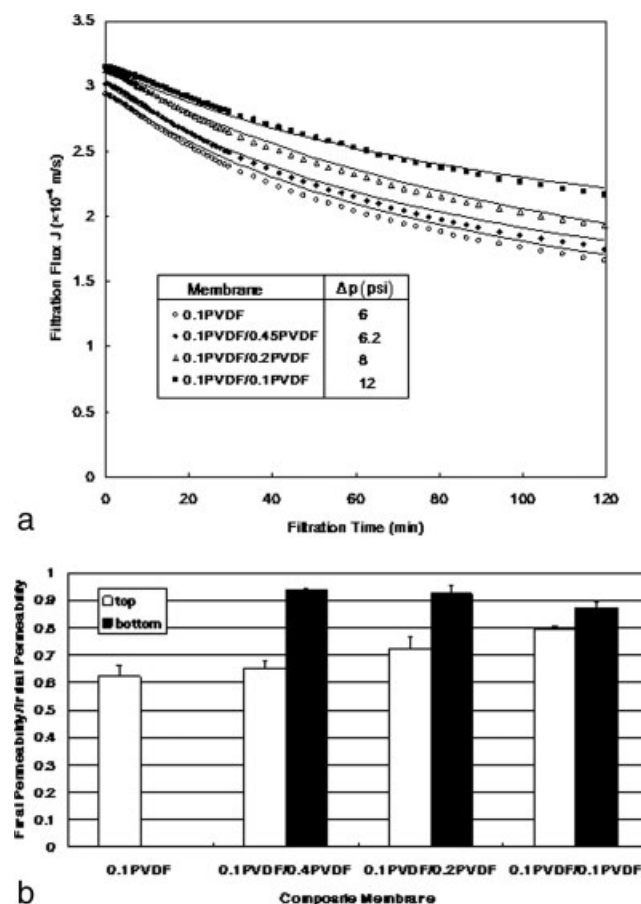 3.5
3
2.5
2
1.5
1
0.5
0
0 20 40 60 80 100 120
Filtration Flux J (×10⁻⁴ m/s)
Membrane Δp (psi)
0.1PVDF 6
0.1PVDF/0.45PVDF 6.2
0.1PVDF/0.2PVDF 8
0.1PVDF/0.1PVDF 12
Filtration Time (min)
a
1
0.9
0.8
0.7
0.6
0.5
0.4
0.3
0.2
0.1
0
Final Permeability/Initial Permeability
top
bottom
0.1PVDF 0.1PVDF/0.4PVDF 0.1PVDF/0.2PVDF 0.1PVDF/0.1PVDF
Composite Membrane
b